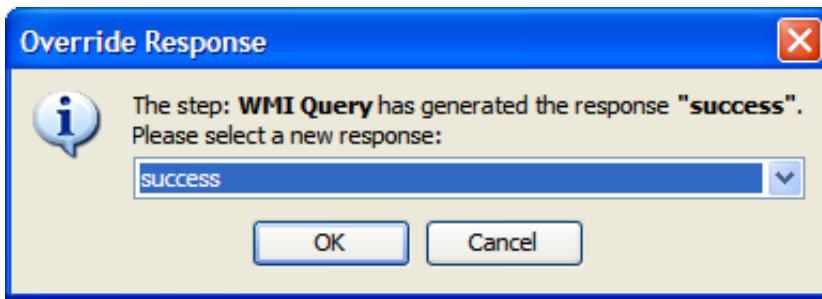 Override Response
The step: WMI Query has generated the response "success".
Please select a new response:
success
OK Cancel